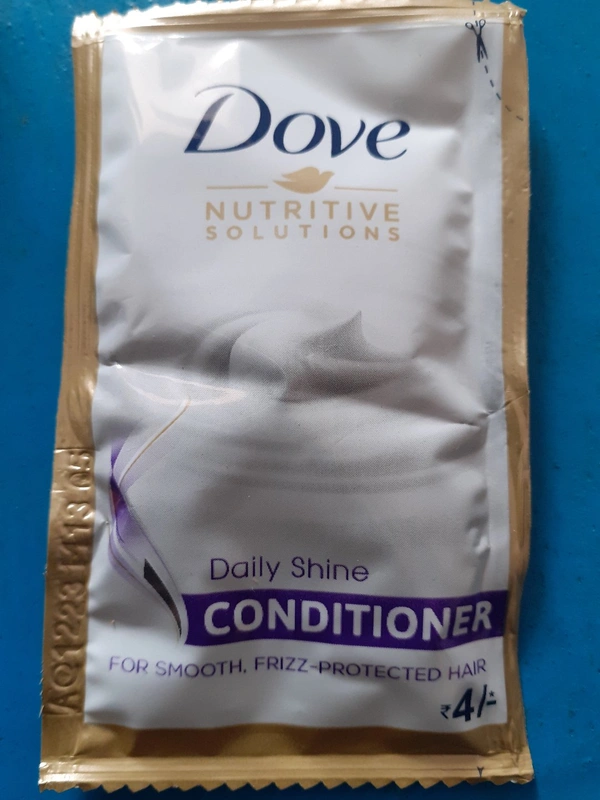 Dove
NUTRITIVE
SOLUTIONS
Daily Shine
CONDITIONER
FOR SMOOTH, FRIZZ-PROTECTED HAIR
₹4/-*